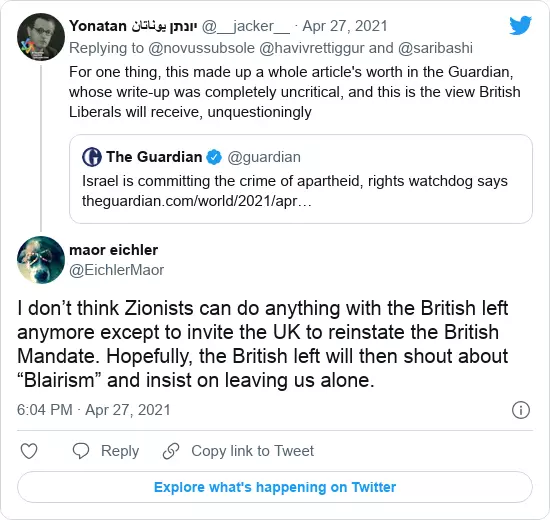 Yonatan יונתן يوناتان @__jacker__ · Apr 27, 2021
Replying to @novussubsole @havivrettiggur and @saribashi
For one thing, this made up a whole article's worth in the Guardian,
whose write-up was completely uncritical, and this is the view British
Liberals will receive, unquestioningly
The Guardian @guardian
Israel is committing the crime of apartheid, rights watchdog says
theguardian.com/world/2021/apr…
maor eichler
@EichlerMaor
I don’t think Zionists can do anything with the British left
anymore except to invite the UK to reinstate the British
Mandate. Hopefully, the British left will then shout about
“Blairism” and insist on leaving us alone.
6:04 PM · Apr 27, 2021
Reply Copy link to Tweet
Explore what's happening on Twitter